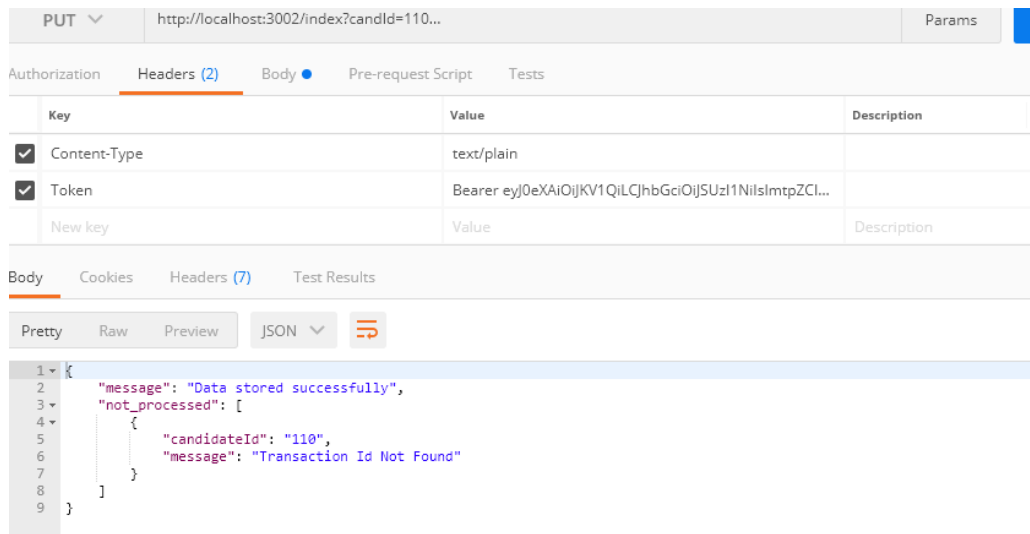 PUT http://localhost:3002/index?candId=110... Params
Authorization Headers (2) Body Pre-request Script Tests
Key Value Description
Content-Type text/plain
Token Bearer eyJ0eXAiOiJKV1QiLCJhbGciOiJSUzI1NiIsImtpZCI...
New key Value Description
Body Cookies Headers (7) Test Results
Pretty Raw Preview JSON
1 {
2 "message": "Data stored successfully",
3 "not_processed": [
4 {
5 "candidateId": "110",
6 "message": "Transaction Id Not Found"
7 }
8 ]
9 }